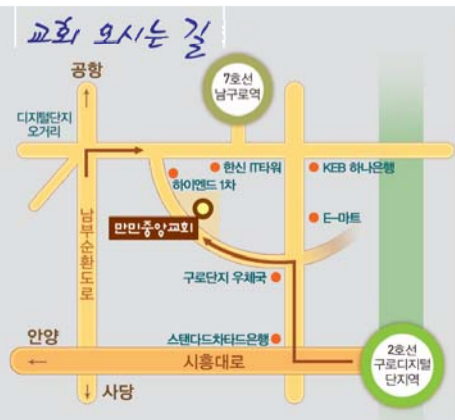 교회 오시는 길
공항
7호선
남구로역
디지털단지
오거리
한신 IT타워
KEB 하나은행
하이엔드 1차
남부순환도로
만민중앙교회
E-마트
구로단지 우체국
안양
스탠다드차타드은행
시흥대로
2호선
구로디지털
단지역
사당